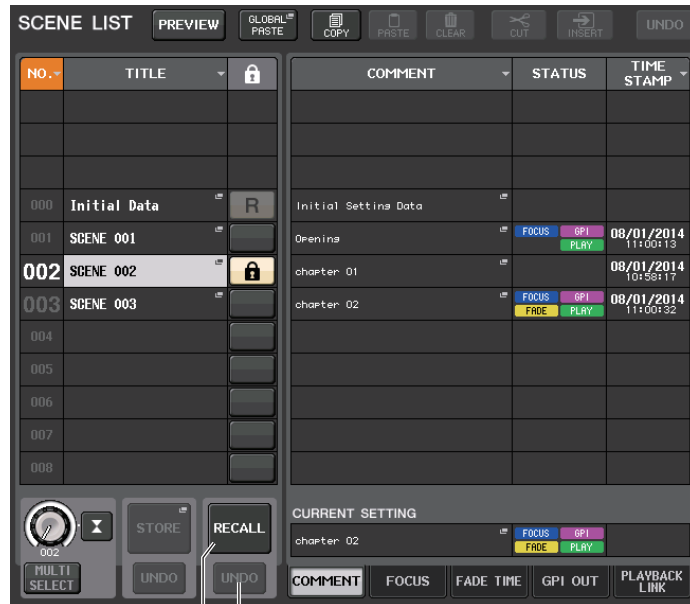 SCENE LIST PREVIEW GLOBAL PASTE COPY PASTE CLEAR CUT INSERT UNDO
NO. TITLE COMMENT STATUS TIME STAMP
000 Initial Data R Initial Setting Data
001 SCENE 001 Opening FOCUS GPI PLAY 08/01/2014 11:00:13
002 SCENE 002 chapter 01 08/01/2014 10:58:17
003 SCENE 003 chapter 02 FOCUS GPI FADE PLAY 08/01/2014 11:00:32
004
005
006
007
008
002 MULTI SELECT STORE UNDO RECALL UNDO
CURRENT SETTING
chapter 02 FOCUS GPI FADE PLAY
COMMENT FOCUS FADE TIME GPI OUT PLAYBACK LINK